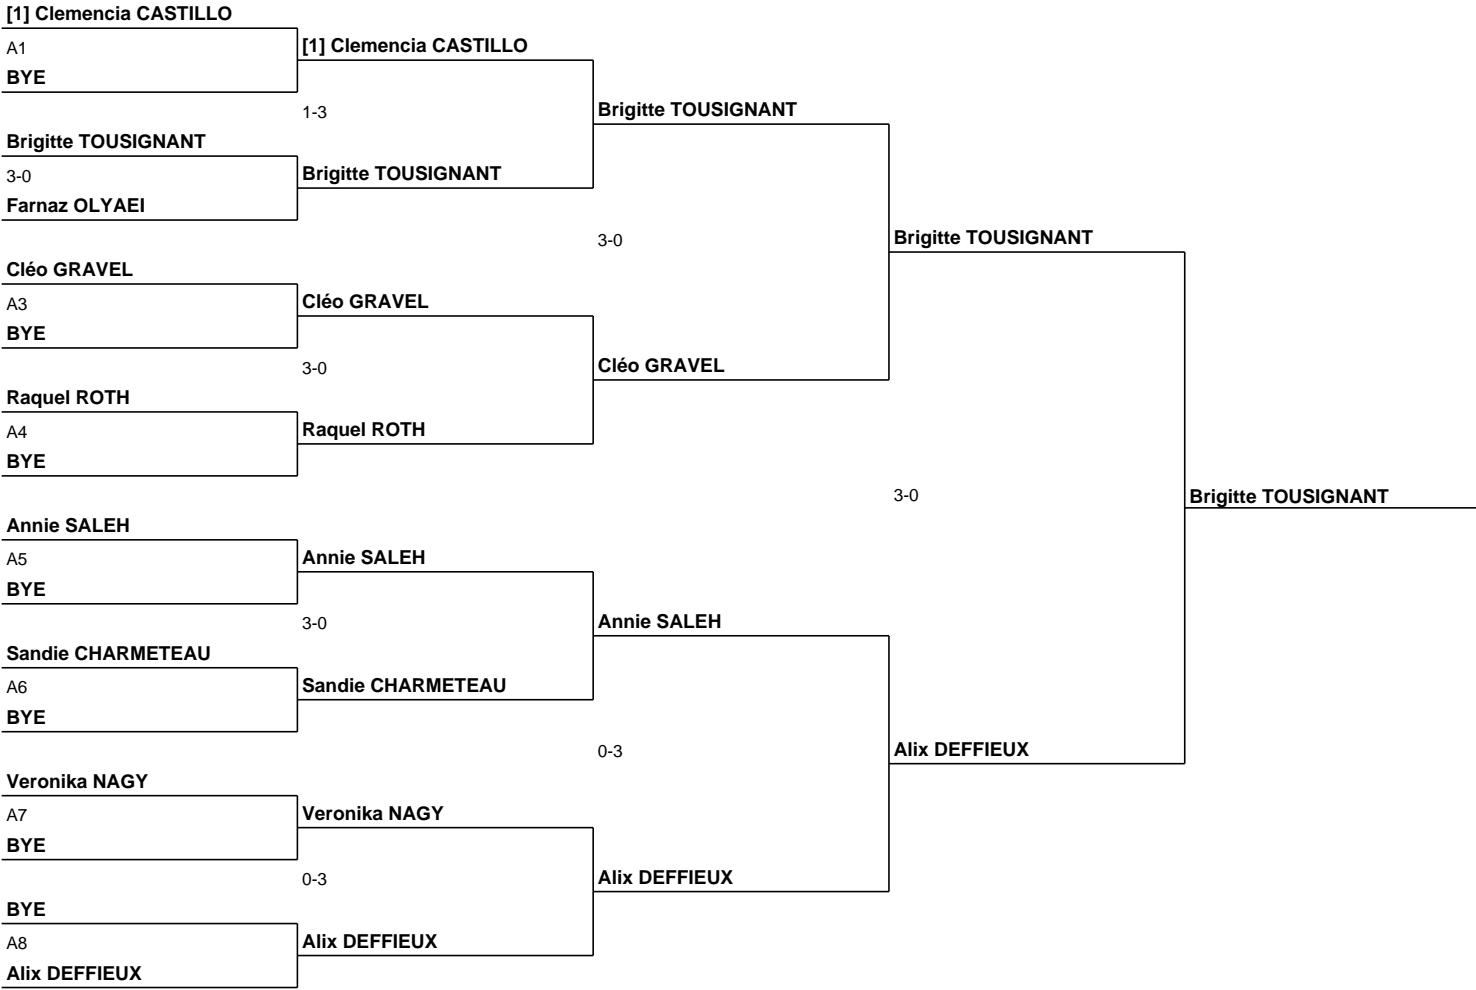 [1] Clemencia CASTILLO
A1
BYE
Brigitte TOUSIGNANT
3-0
Farnaz OLYAEI
Cléo GRAVEL
A3
BYE
Raquel ROTH
A4
BYE
Annie SALEH
A5
BYE
Sandie CHARMETEAU
A6
BYE
Veronika NAGY
A7
BYE
BYE
A8
Alix DEFFIEUX
[1] Clemencia CASTILLO
1-3
Brigitte TOUSIGNANT
Cléo GRAVEL
3-0
Raquel ROTH
Annie SALEH
3-0
Sandie CHARMETEAU
Veronika NAGY
0-3
Alix DEFFIEUX
Brigitte TOUSIGNANT
3-0
Cléo GRAVEL
Annie SALEH
0-3
Alix DEFFIEUX
Brigitte TOUSIGNANT
3-0
Alix DEFFIEUX
Brigitte TOUSIGNANT